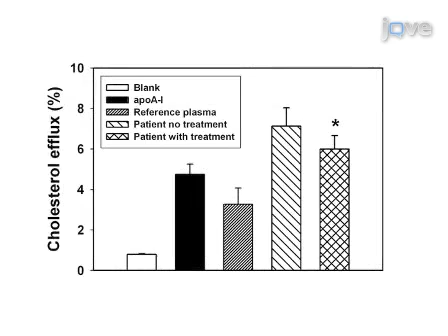 jove
Cholesterol efflux (%)
10
8
6
4
2
0
Blank
apoA-I
Reference plasma
Patient no treatment
Patient with treatment
*